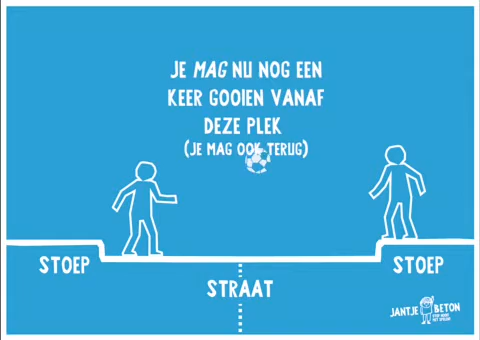 JE MAG NU NOG EEN
KEER GOOIEN VANAF
DEZE PLEK
(JE MAG OOK TERUG)
STOEP
STOEP
STRAAT
JANTJE BETON